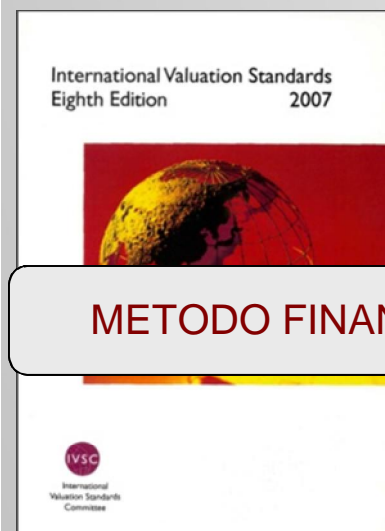 International Valuation Standards
Eighth Edition 2007
METODO FINAN
IVSC
International
Valuation Standards
Committee